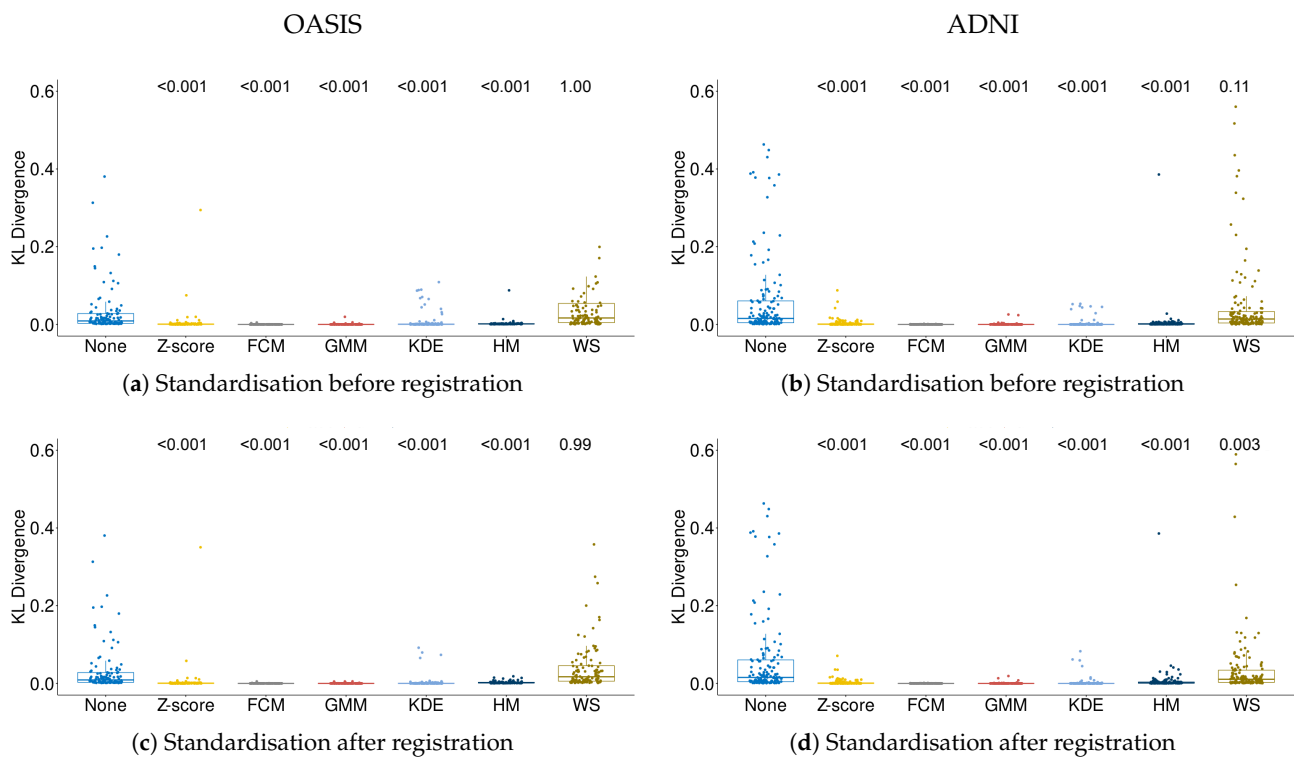 OASIS
ADNI
<0.001 <0.001 <0.001 <0.001 <0.001 1.00
0.6
0.4
0.2
0.0
KL Divergence
None Z-score FCM GMM KDE HM WS
(a) Standardisation before registration
<0.001 <0.001 <0.001 <0.001 <0.001 0.11
0.6
0.4
0.2
0.0
KL Divergence
None Z-score FCM GMM KDE HM WS
(b) Standardisation before registration
<0.001 <0.001 <0.001 <0.001 <0.001 0.99
0.6
0.4
0.2
0.0
KL Divergence
None Z-score FCM GMM KDE HM WS
(c) Standardisation after registration
<0.001 <0.001 <0.001 <0.001 <0.001 0.003
0.6
0.4
0.2
0.0
KL Divergence
None Z-score FCM GMM KDE HM WS
(d) Standardisation after registration